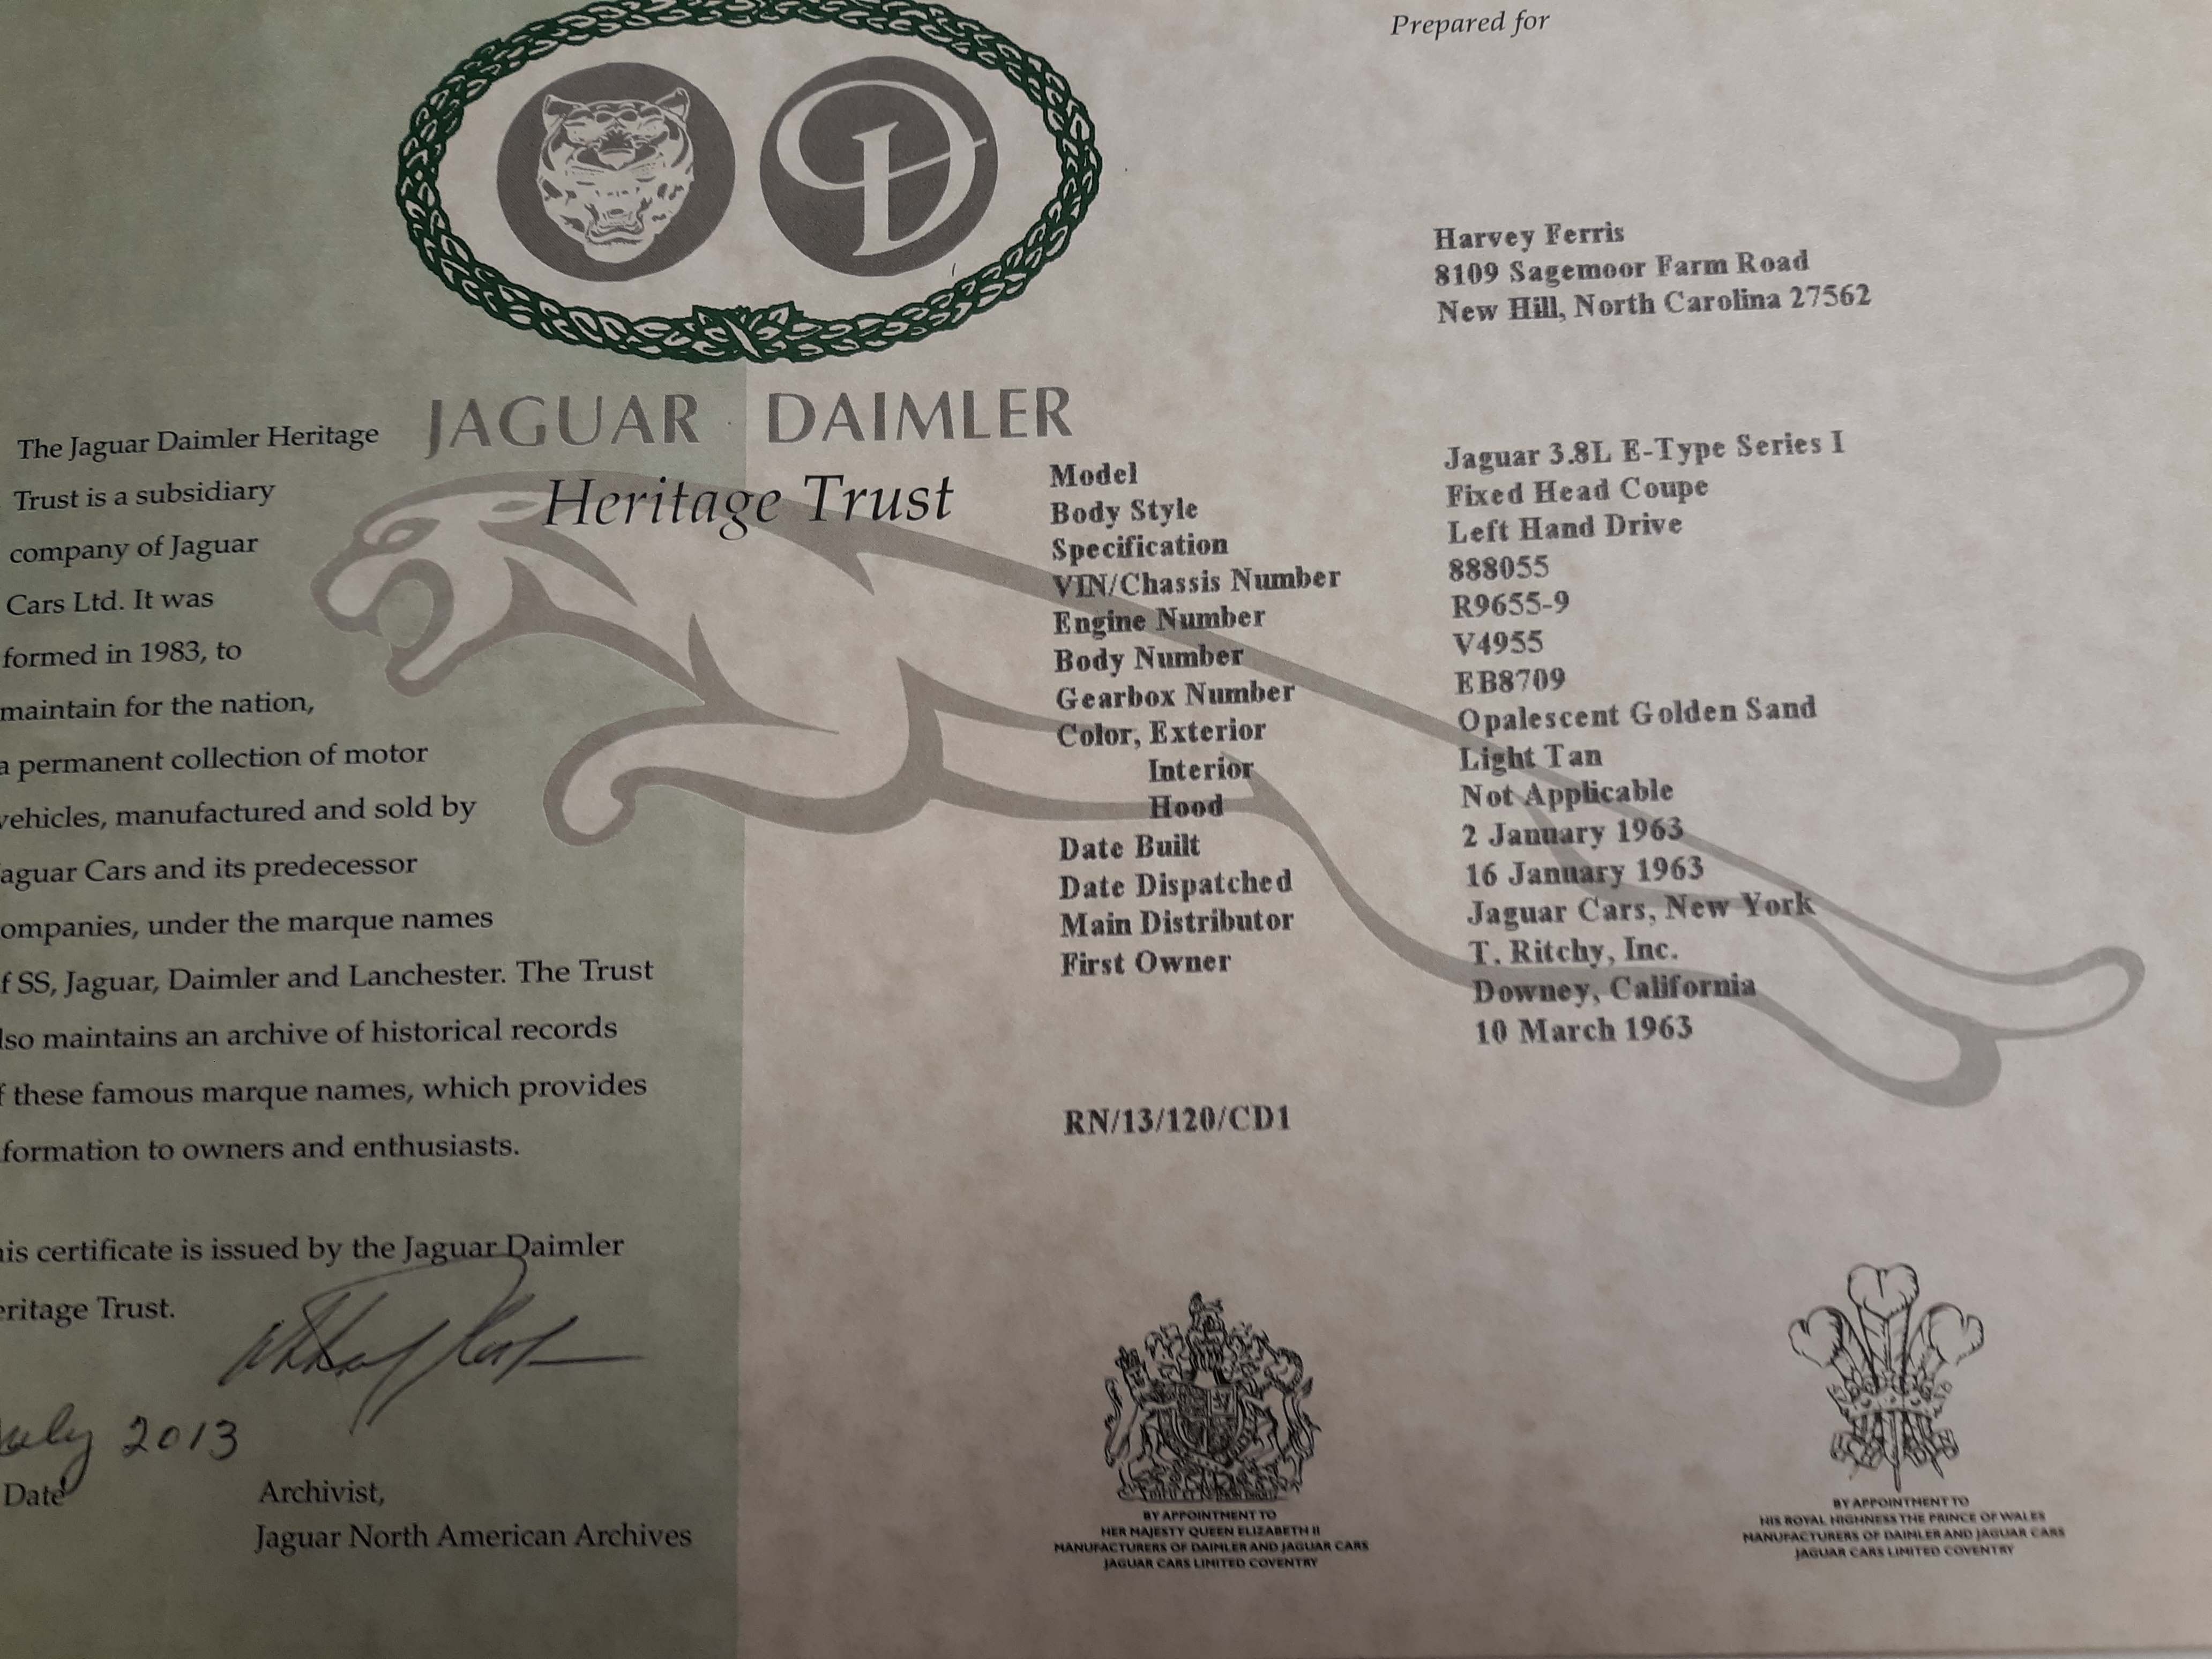 Prepared for
Harvey Ferris
8109 Sagemoor Farm Road
New Hill, North Carolina 27562
JAGUAR DAIMLER
Heritage Trust
The Jaguar Daimler Heritage
Trust is a subsidiary
company of Jaguar
Cars Ltd. It was
formed in 1983, to
maintain for the nation,
a permanent collection of motor
vehicles, manufactured and sold by
aguar Cars and its predecessor
ompanies, under the marque names
f SS, Jaguar, Daimler and Lanchester. The Trust
lso maintains an archive of historical records
f these famous marque names, which provides
formation to owners and enthusiasts.
his certificate is issued by the Jaguar Daimler
eritage Trust.
uly 2013
Date
Archivist,
Jaguar North American Archives
Model Jaguar 3.8L E-Type Series I
Body Style Fixed Head Coupe
Specification Left Hand Drive
VIN/Chassis Number 888055
Engine Number R9655-9
Body Number V4955
Gearbox Number EB8709
Color, Exterior Opalescent Golden Sand
Interior Light Tan
Hood Not Applicable
Date Built 2 January 1963
Date Dispatched 16 January 1963
Main Distributor Jaguar Cars, New York
First Owner T. Ritchy, Inc.
Downey, California
10 March 1963
RN/13/120/CD1
BY APPOINTMENT TO
HER MAJESTY QUEEN ELIZABETH II
MANUFACTURERS OF DAIMLER AND JAGUAR CARS
JAGUAR CARS LIMITED COVENTRY
BY APPOINTMENT TO
HIS ROYAL HIGHNESS THE PRINCE OF WALES
MANUFACTURERS OF DAIMLER AND JAGUAR CARS
JAGUAR CARS LIMITED COVENTRY